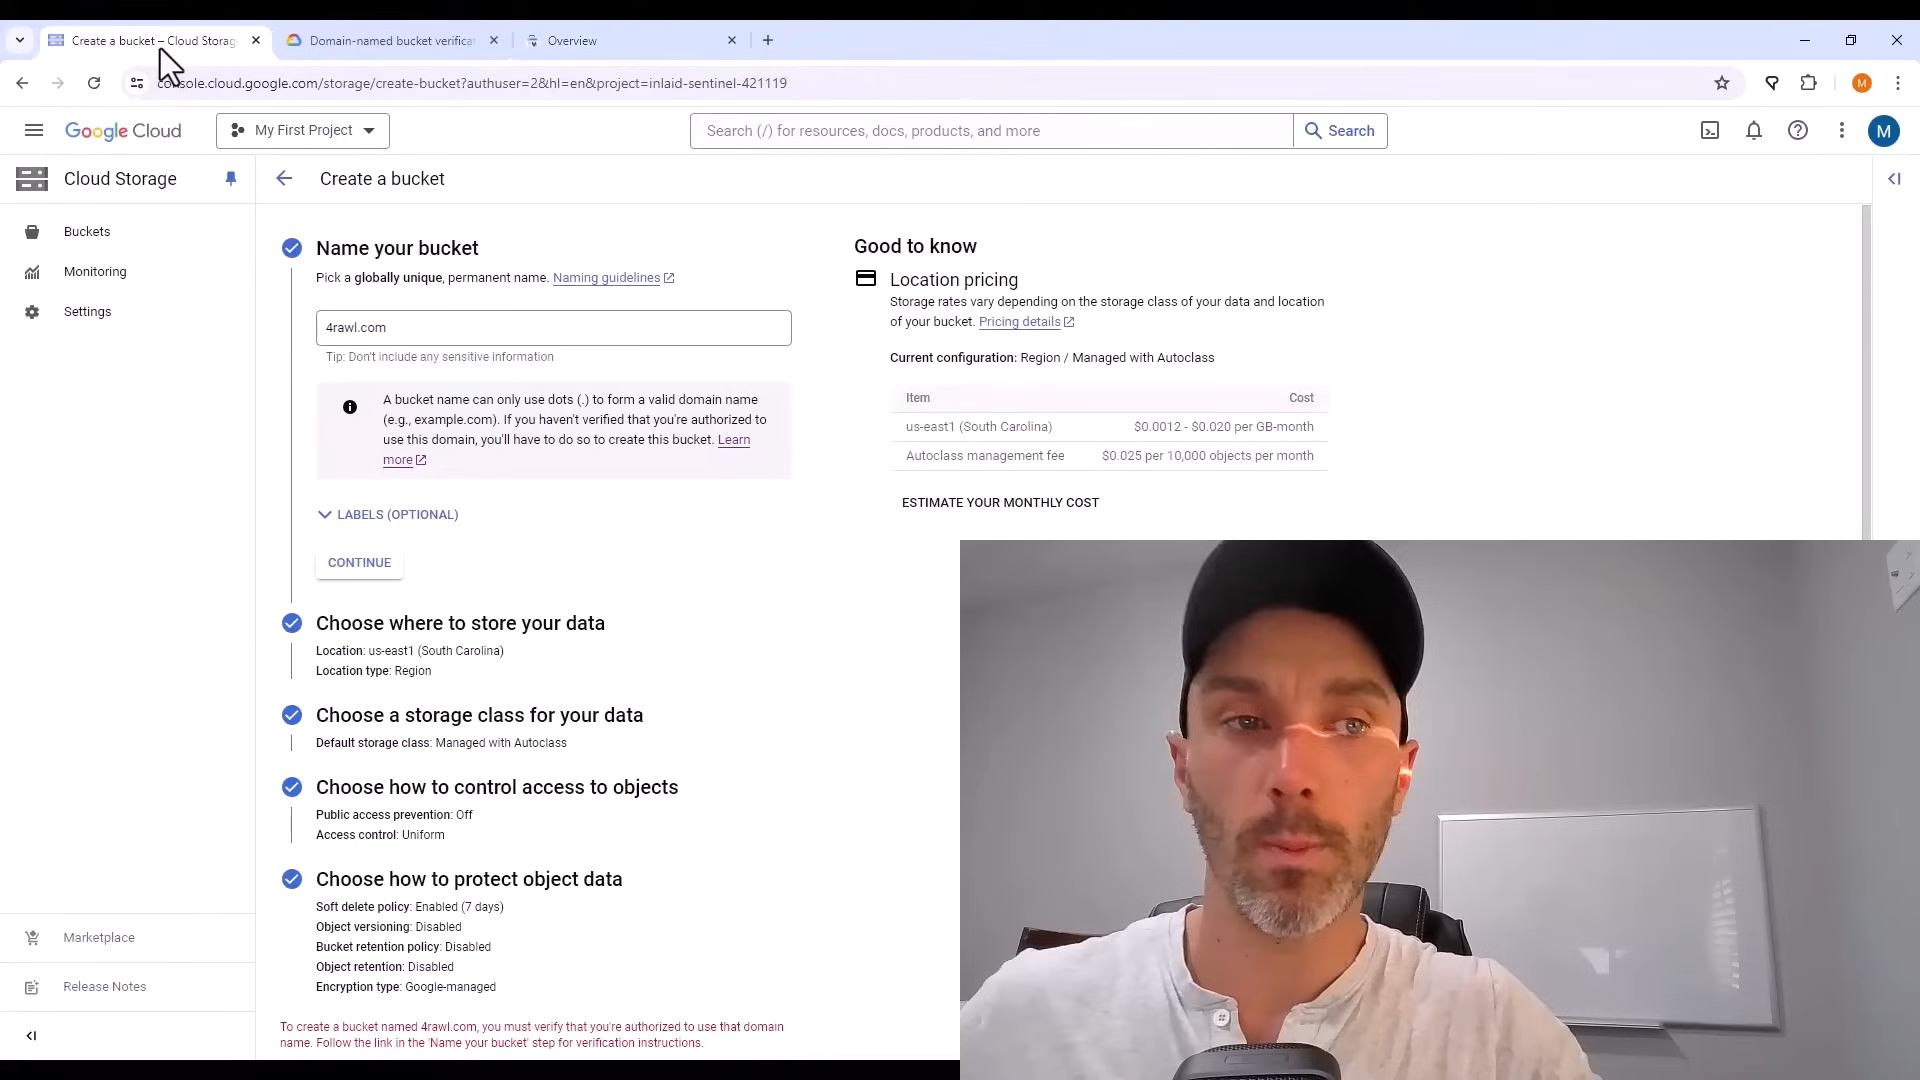 Create a bucket – Cloud Storag
Domain-named bucket verificat
Overview
console.cloud.google.com/storage/create-bucket?authuser=2&hl=en&project=inlaid-sentinel-421119
M
Google Cloud
My First Project
Search (/) for resources, docs, products, and more
Search
M
Cloud Storage
Create a bucket
Buckets
Monitoring
Settings
Marketplace
Release Notes
Name your bucket
Pick a globally unique, permanent name. Naming guidelines
4rawl.com
Tip: Don't include any sensitive information
A bucket name can only use dots (.) to form a valid domain name
(e.g., example.com). If you haven't verified that you're authorized to
use this domain, you'll have to do so to create this bucket. Learn
more
LABELS (OPTIONAL)
CONTINUE
Choose where to store your data
Location: us-east1 (South Carolina)
Location type: Region
Choose a storage class for your data
Default storage class: Managed with Autoclass
Choose how to control access to objects
Public access prevention: Off
Access control: Uniform
Choose how to protect object data
Soft delete policy: Enabled (7 days)
Object versioning: Disabled
Bucket retention policy: Disabled
Object retention: Disabled
Encryption type: Google-managed
To create a bucket named 4rawl.com, you must verify that you're authorized to use that domain
name. Follow the link in the 'Name your bucket' step for verification instructions.
Good to know
Location pricing
Storage rates vary depending on the storage class of your data and location
of your bucket. Pricing details
Current configuration: Region / Managed with Autoclass
Item Cost
us-east1 (South Carolina) $0.0012 - $0.020 per GB-month
Autoclass management fee $0.025 per 10,000 objects per month
ESTIMATE YOUR MONTHLY COST